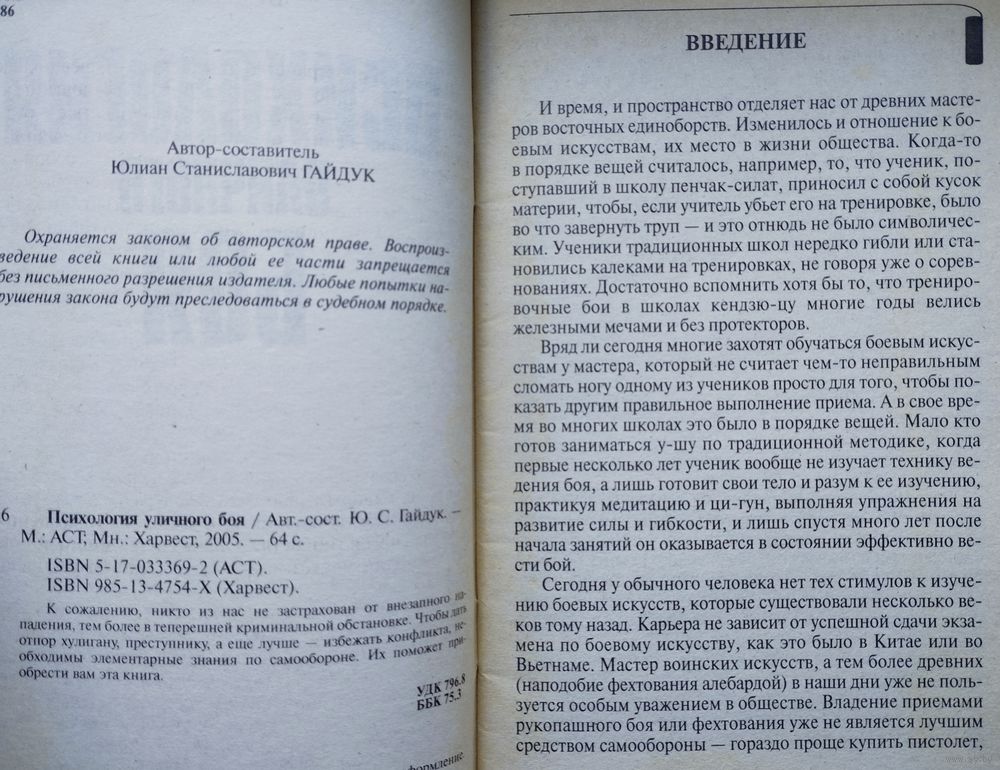 86
Автор-составитель
Юлиан Станиславович ГАЙДУК
Охраняется законом об авторском праве. Воспроиз-
ведение всей книги или любой ее части запрещается
без письменного разрешения издателя. Любые попытки на-
рушения закона будут преследоваться в судебном порядке.
6
Психология уличного боя / Авт.-сост. Ю. С. Гайдук. –
М.: АСТ, Мн.: Харвест, 2005. — 64 с.
ISBN 5-17-033369-2 (АСТ).
ISBN 985-13-4754-X (Харвест).
К сожалению, никто из нас не застрахован от внезапного на-
падения, тем более в теперешней криминальной обстановке. Чтобы дать
отпор хулигану, преступнику, а еще лучше — избежать конфликта, не-
обходимы элементарные знания по самообороне. Их поможет при-
обрести вам эта книга.
УДК 796.8
ББК 75.3
формление.
ВВЕДЕНИЕ
И время, и пространство отделяет нас от древних масте-
ров восточных единоборств. Изменилось и отношение к бо-
евым искусствам, их место в жизни общества. Когда-то
в порядке вещей считалось, например, то, что ученик, по-
ступавший в школу пенчак-силат, приносил с собой кусок
материи, чтобы, если учитель убьет его на тренировке, было
во что завернуть труп — и это отнюдь не было символичес-
ким. Ученики традиционных школ нередко гибли или ста-
новились калеками на тренировках, не говоря уже о сорев-
нованиях. Достаточно вспомнить хотя бы то, что трениро-
вочные бои в школах кендзю-цу многие годы велись
железными мечами и без протекторов.
Вряд ли сегодня многие захотят обучаться боевым искус-
ствам у мастера, который не считает чем-то неправильным
сломать ногу одному из учеников просто для того, чтобы по-
казать другим правильное выполнение приема. А в свое вре-
мя во многих школах это было в порядке вещей. Мало кто
готов заниматься у-шу по традиционной методике, когда
первые несколько лет ученик вообще не изучает технику ве-
дения боя, а лишь готовит свои тело и разум к ее изучению,
практикуя медитацию и ци-гун, выполняя упражнения на
развитие силы и гибкости, и лишь спустя много лет после
начала занятий он оказывается в состоянии эффективно ве-
сти бой.
Сегодня у обычного человека нет тех стимулов к изуче-
нию боевых искусств, которые существовали несколько ве-
ков тому назад. Карьера не зависит от успешной сдачи экза-
мена по боевому искусству, как это было в Китае или во
Вьетнаме. Мастер воинских искусств, а тем более древних
(наподобие фехтования алебардой) в наши дни уже не поль-
зуется особым уважением в обществе. Владение приемами
рукопашного боя или фехтования уже не является лучшим
средством самообороны — гораздо проще купить пистолет,